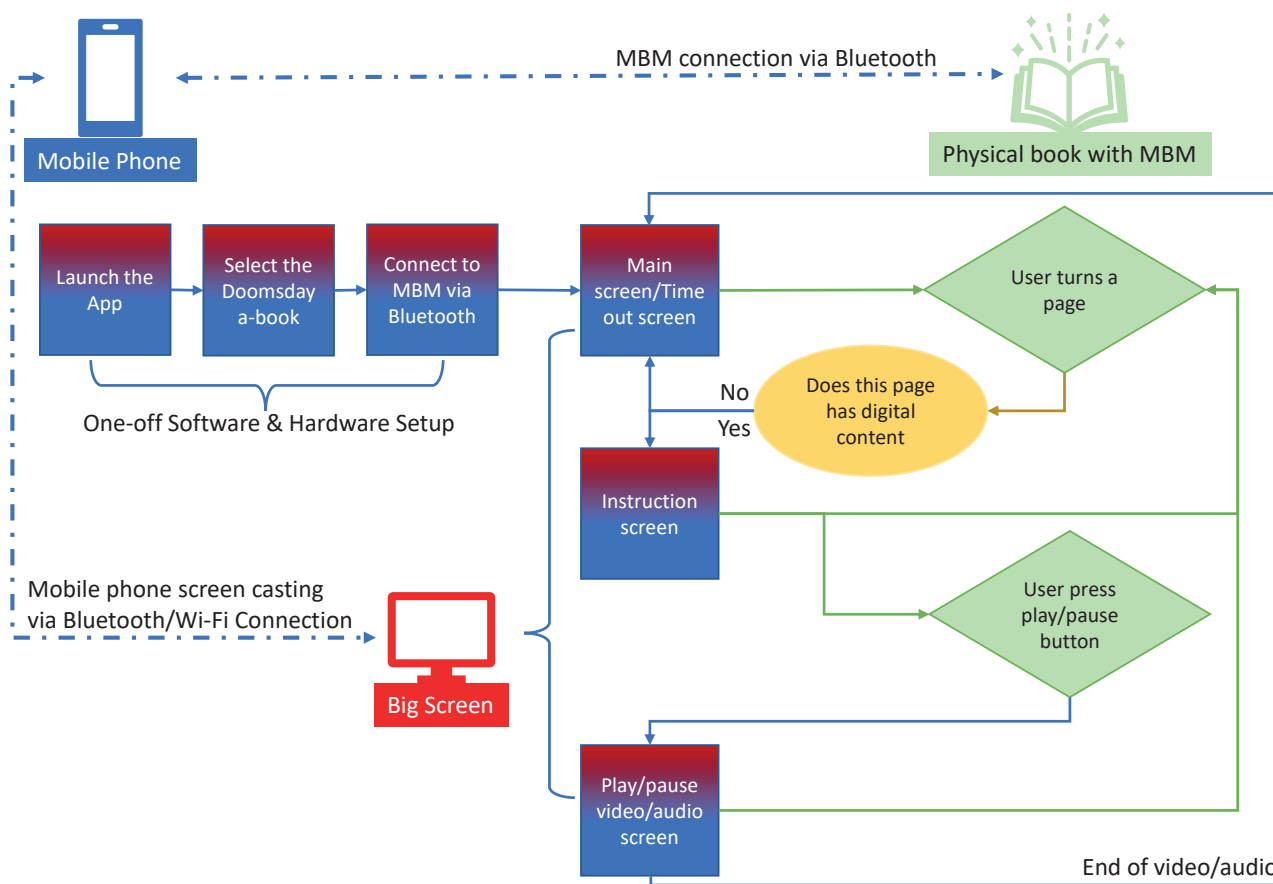 MBM connection via Bluetooth
Mobile Phone
Physical book with MBM
Launch the
App
Select the
Doomsday
a-book
Connect to
MBM via
Bluetooth
Main
screen/Time
out screen
User turns a
page
One-off Software & Hardware Setup
No
Yes
Does this page
has digital
content
Instruction
screen
Mobile phone screen casting
via Bluetooth/Wi-Fi Connection
User press
play/pause
button
Big Screen
Play/pause
video/audio
screen
End of video/audio